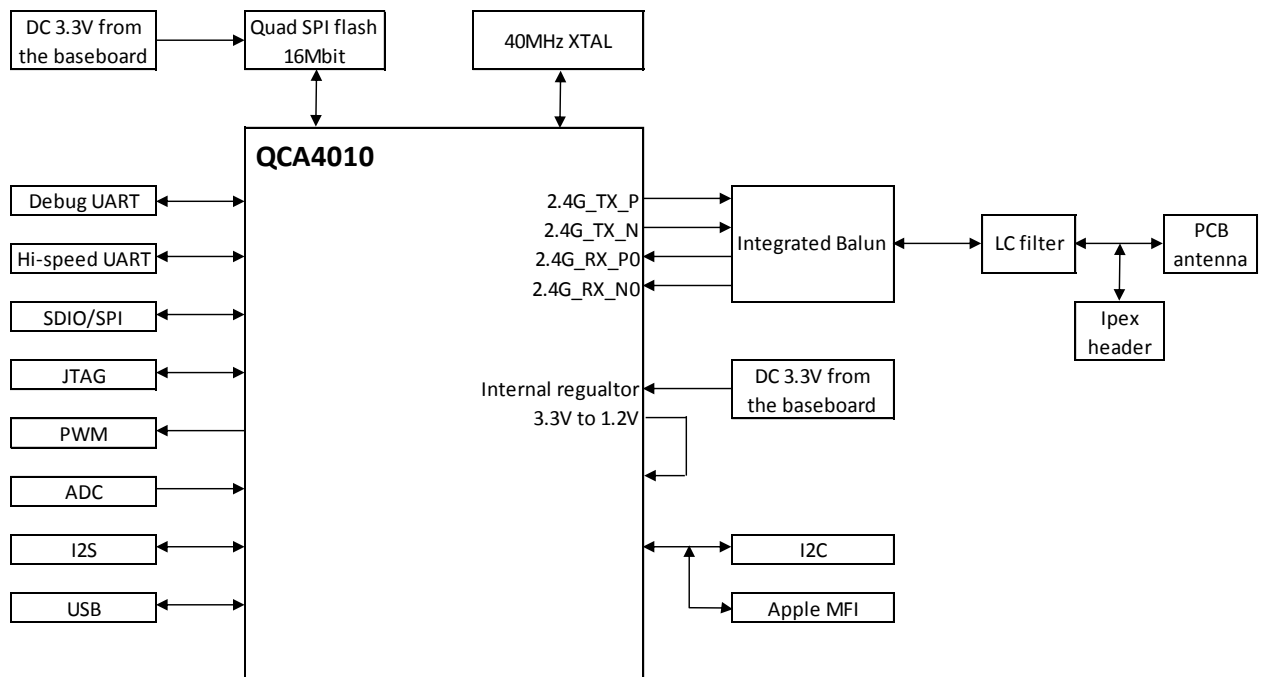 DC 3.3V from
the baseboard
Quad SPI flash
16Mbit
40MHz XTAL
QCA4010
Debug UART
Hi-speed UART
SDIO/SPI
JTAG
PWM
ADC
I2S
USB
2.4G_TX_P
2.4G_TX_N
2.4G_RX_P0
2.4G_RX_N0
Integrated Balun
LC filter
PCB
antenna
Ipex
header
Internal regualtor
3.3V to 1.2V
DC 3.3V from
the baseboard
I2C
Apple MFI